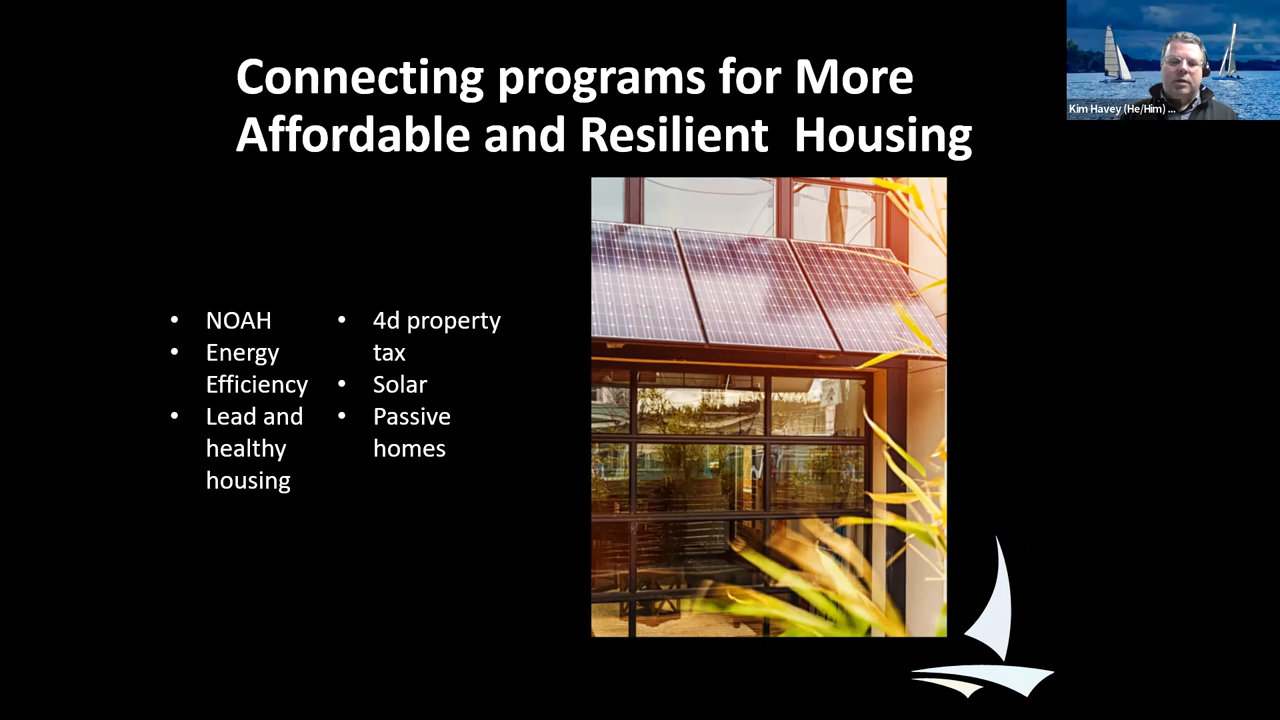 Connecting programs for More
Affordable and Resilient Housing
Kim Havey (He/Him) ...
• NOAH
• Energy
Efficiency
• Lead and
healthy
housing
• 4d property
tax
• Solar
• Passive
homes